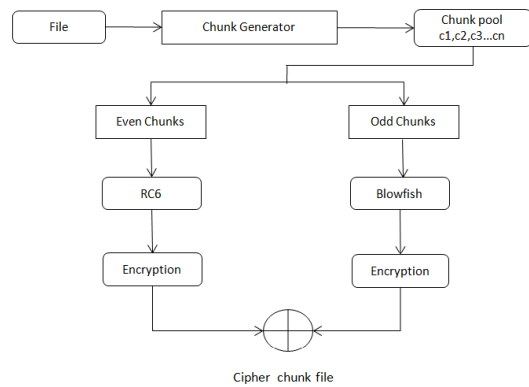 File
Chunk Generator
Chunk pool
c1,c2,c3...cn
Even Chunks
Odd Chunks
RC6
Blowfish
Encryption
Encryption
Cipher chunk file